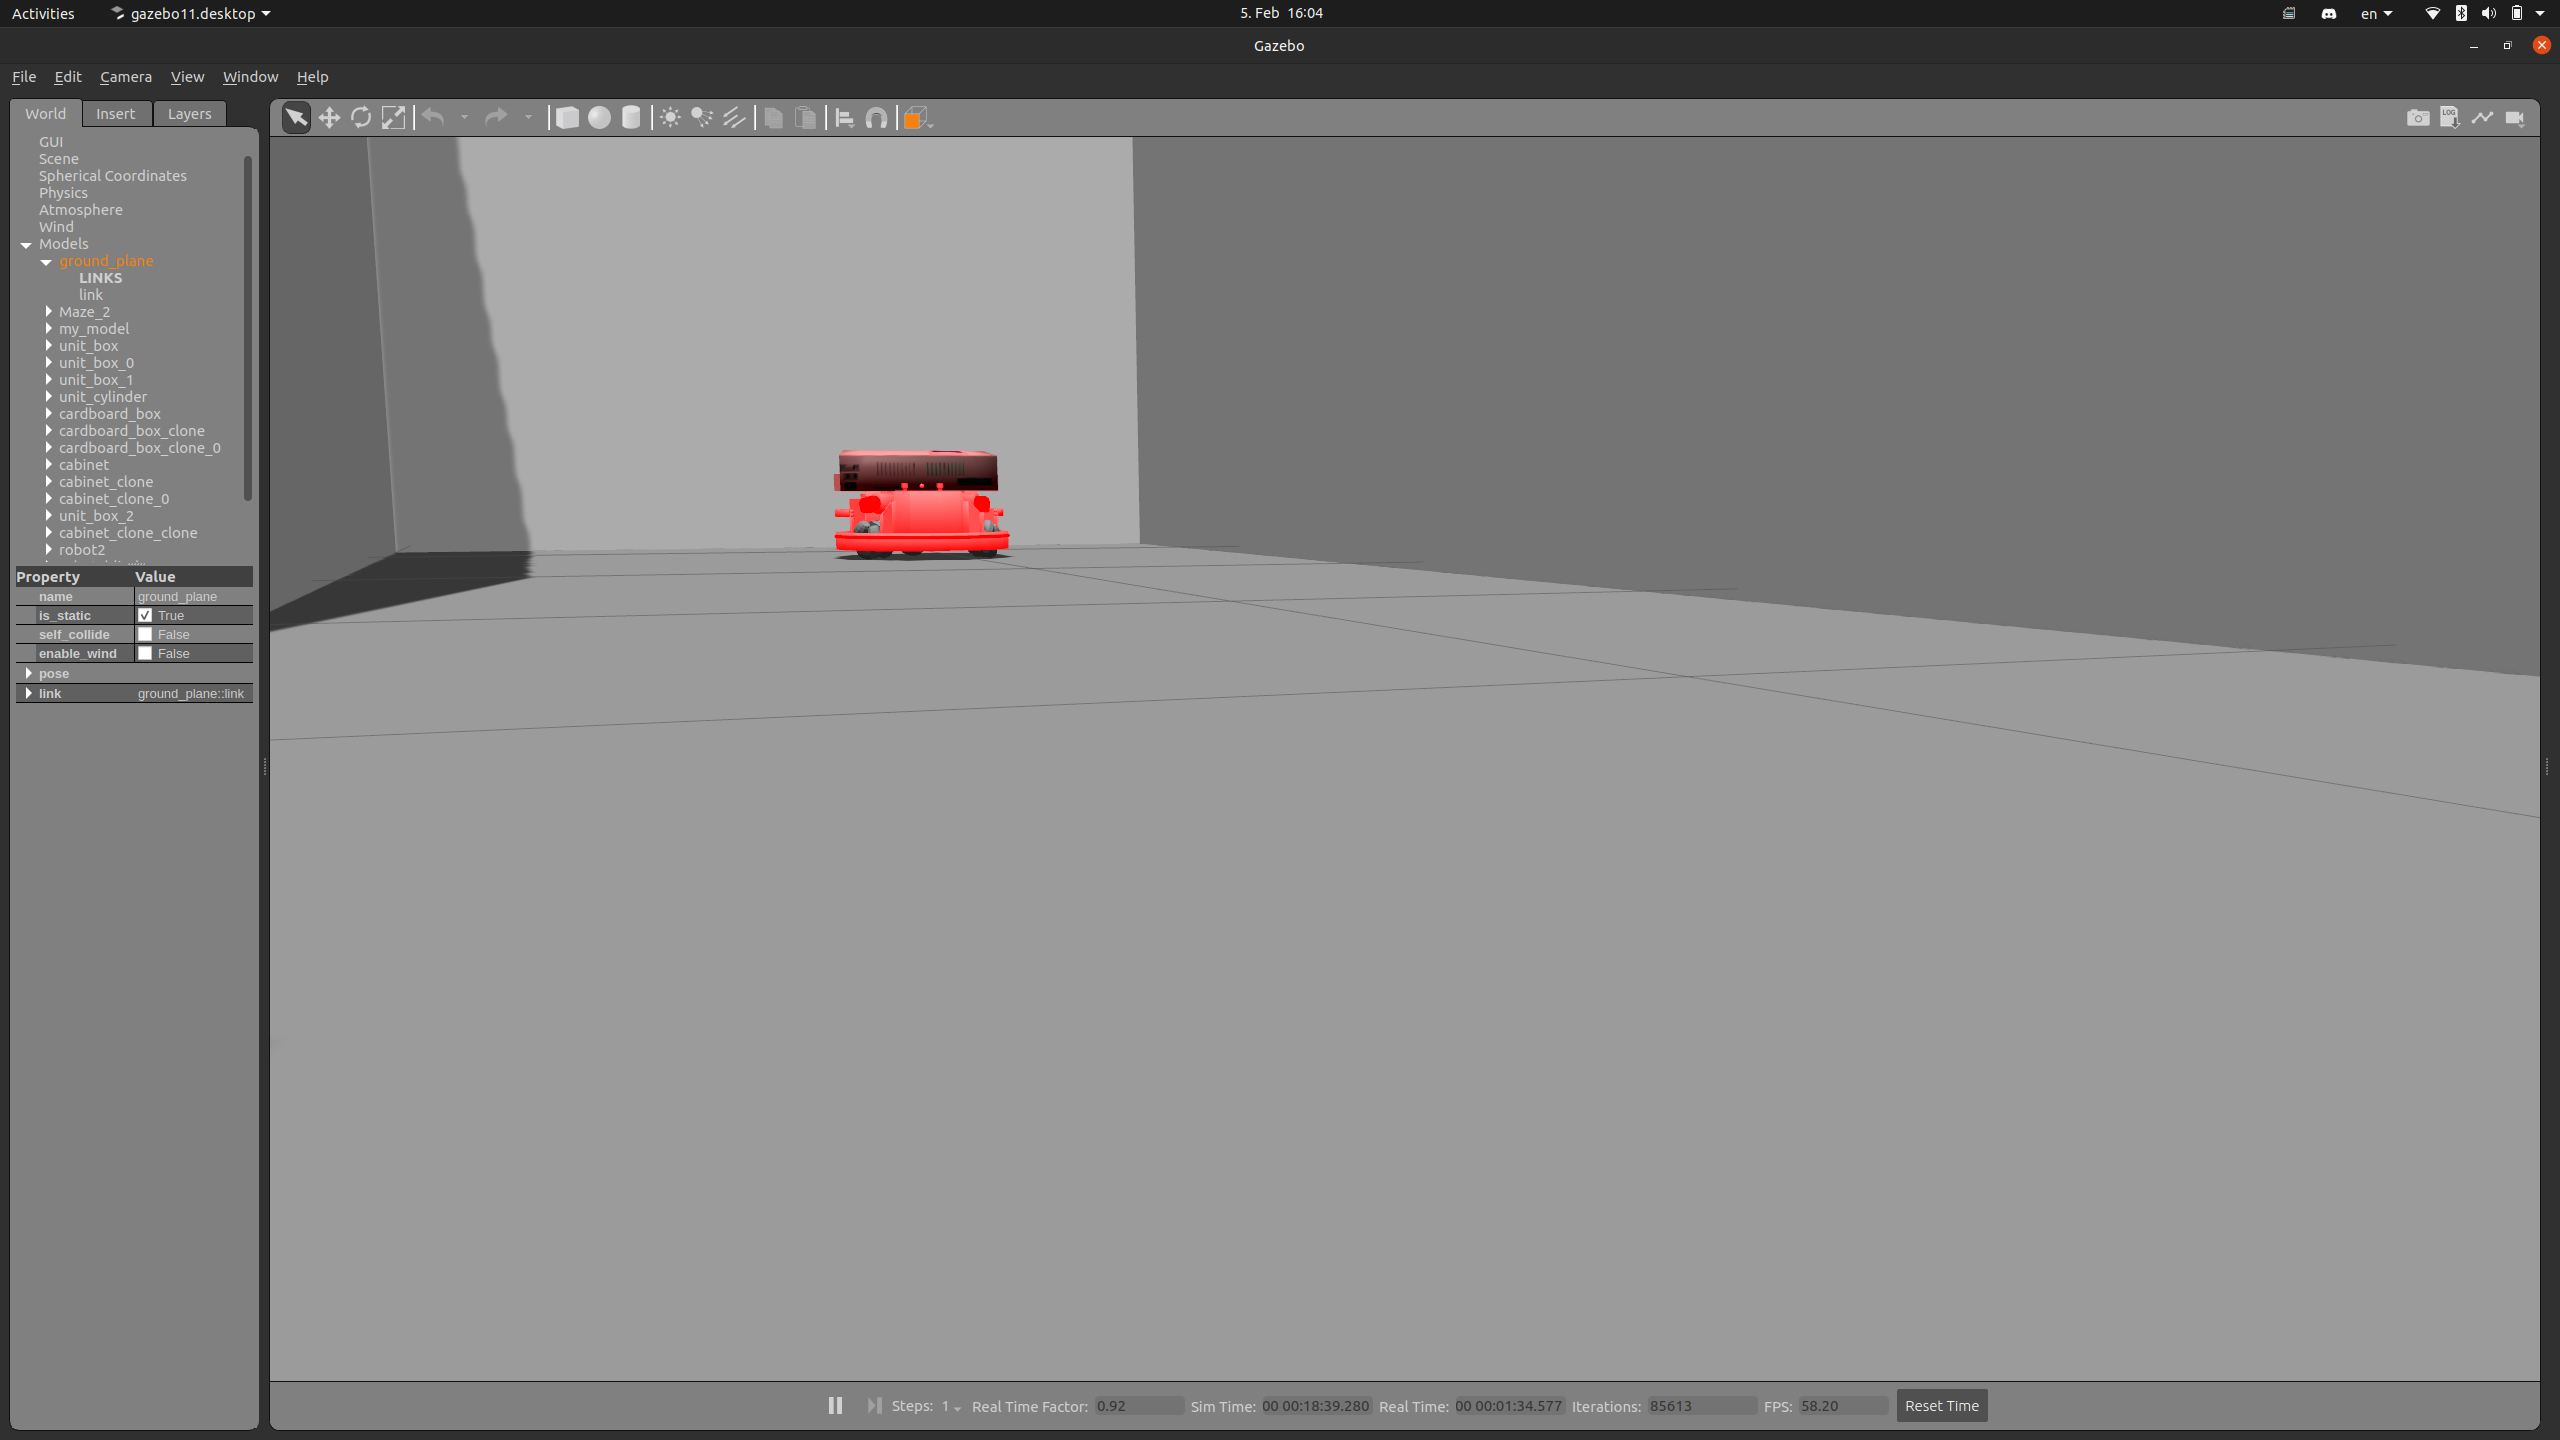 Activities gazebo11.desktop 5. Feb 16:04 en
Gazebo
File Edit Camera View Window Help
World Insert Layers
GUI
Scene
Spherical Coordinates
Physics
Atmosphere
Wind
Models
ground_plane
LINKS
link
Maze_2
my_model
unit_box
unit_box_0
unit_box_1
unit_cylinder
cardboard_box
cardboard_box_clone
cardboard_box_clone_0
cabinet
cabinet_clone
cabinet_clone_0
unit_box_2
cabinet_clone_clone
robot2
Property Value
name ground_plane
is_static True
self_collide False
enable_wind False
pose
link ground_plane::link
LOG
Steps: 1 Real Time Factor: 0.92 Sim Time: 00 00:18:39.280 Real Time: 00 00:01:34.577 Iterations: 85613 FPS: 58.20 Reset Time